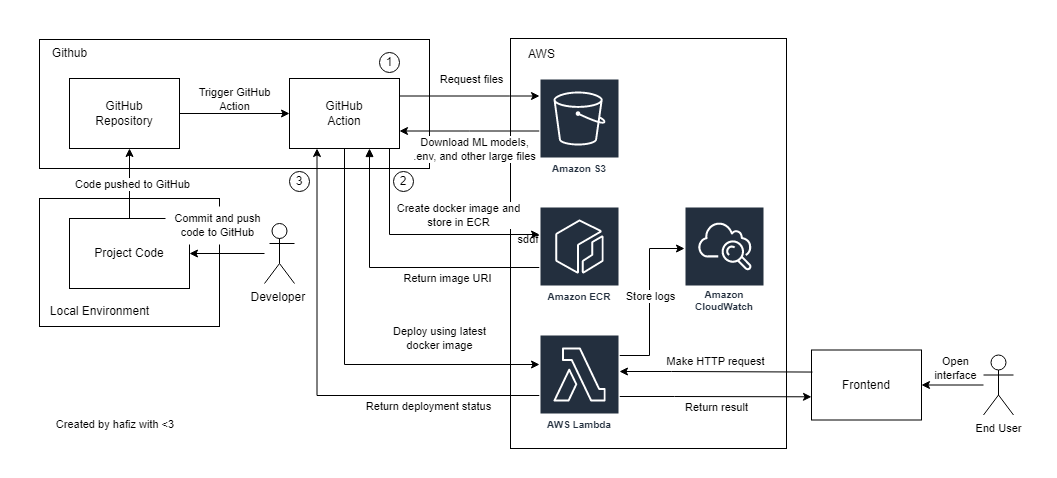 Github
AWS
1
GitHub
Repository
Trigger GitHub
Action
GitHub
Action
Request files
Download ML models,
.env, and other large files
Amazon S3
3
2
Code pushed to GitHub
Create docker image and
store in ECR
sddf
Commit and push
code to GitHub
Project Code
Developer
Local Environment
Return image URI
Amazon ECR
Store logs
Amazon
CloudWatch
Deploy using latest
docker image
Make HTTP request
Open
interface
Frontend
Return deployment status
Return result
AWS Lambda
End User
Created by hafiz with <3